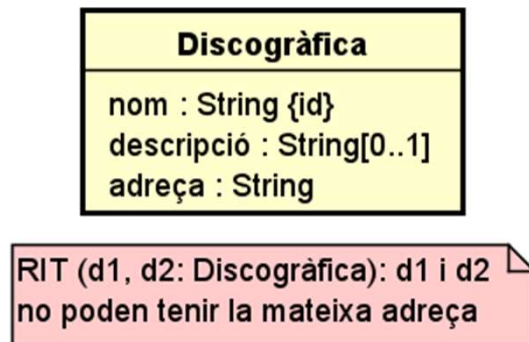 Discogràfica
nom : String {id}
descripció : String[0..1]
adreça : String
RIT (d1, d2: Discogràfica): d1 i d2
no poden tenir la mateixa adreça